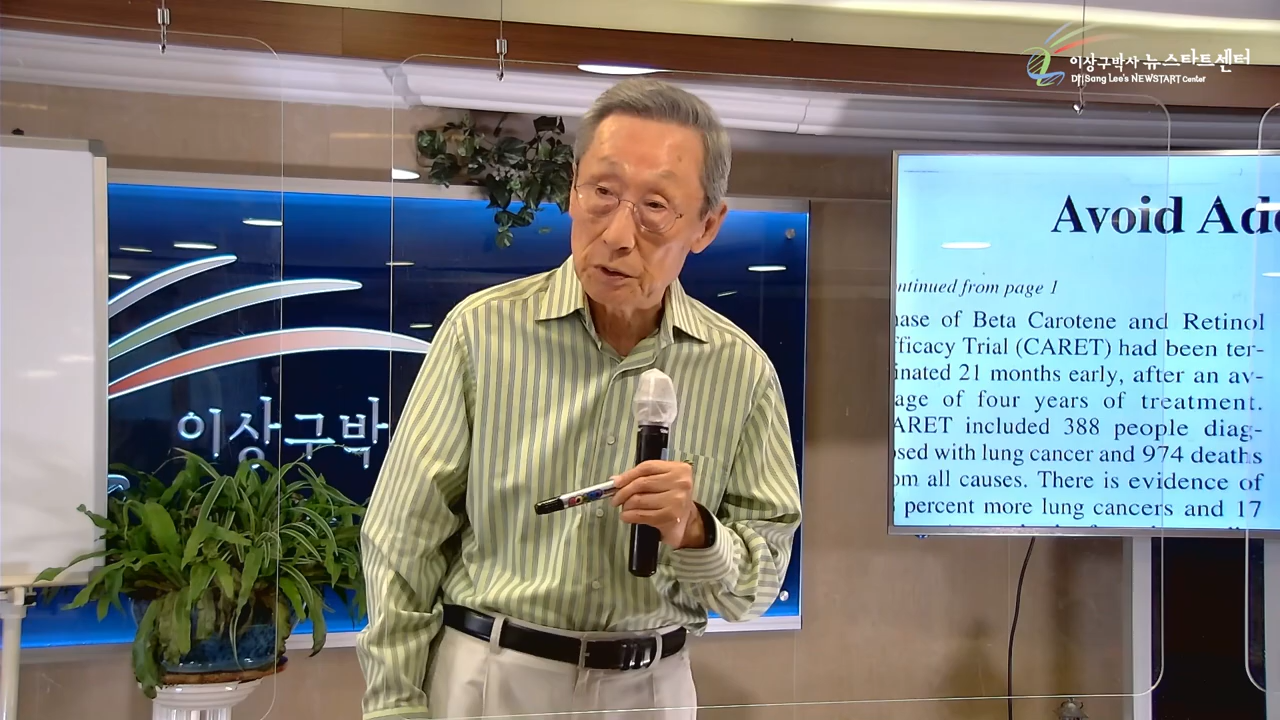 이상구박사 뉴스타트센터
Dr. Sang Lee's NEWSTART Center
이상구박
Avoid Ad
ntinued from page 1
ase of Beta Carotene and Retinol
fficacy Trial (CARET) had been ter-
inated 21 months early, after an av-
age of four years of treatment.
ARET included 388 people diag-
sed with lung cancer and 974 deaths
om all causes. There is evidence of
percent more lung cancers and 17